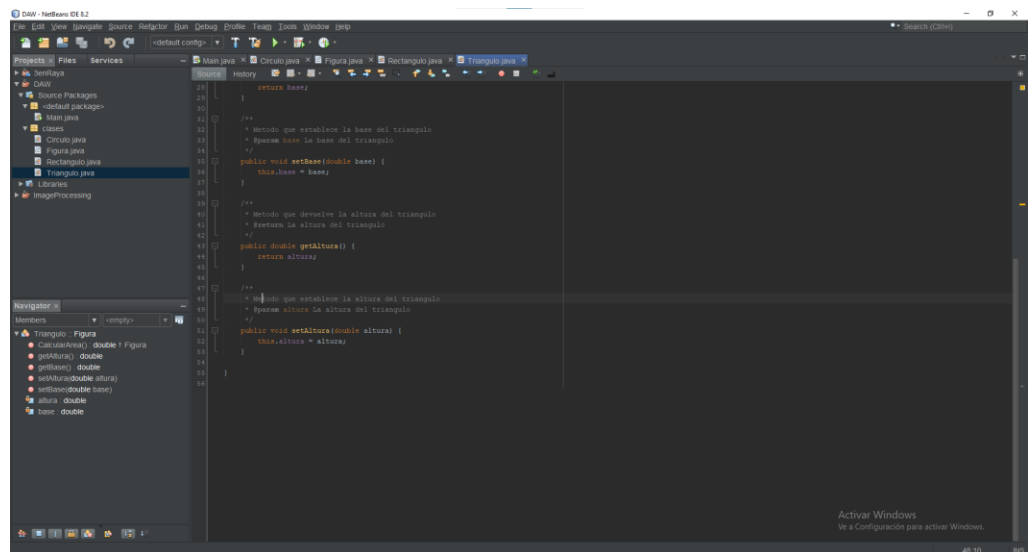 DAW - NetBeans IDE 8.2
File Edit View Navigate Source Refactor Run Debug Profile Team Tools Window Help
Search (Ctrl+I)
<default config>
Projects Files Services
Main.java Circulo.java Figura.java Rectangulo.java Triangulo.java
Source History
3enRaya
DAW
Source Packages
<default package>
Main.java
clases
Circulo.java
Figura.java
Rectangulo.java
Triangulo.java
Libraries
ImageProcessing
28 return base;
29 }
30
31 /**
32 * Metodo que establece la base del triangulo
33 * @param base La base del triangulo
34 */
35 public void setBase(double base) {
36 this.base = base;
37 }
38
39 /**
40 * Metodo que devuelve la altura del triangulo
41 * @return La altura del triangulo
42 */
43 public double getAltura() {
44 return altura;
45 }
46
47 /**
48 * Metodo que establece la altura del triangulo
49 * @param altura La altura del triangulo
50 */
51 public void setAltura(double altura) {
52 this.altura = altura;
53 }
54
55 }
56
Navigator
Members <empty>
Triangulo :: Figura
CalcularArea() : double ↑ Figura
getAltura() : double
getBase() : double
setAltura(double altura)
setBase(double base)
altura : double
base : double
Activar Windows
Ve a Configuración para activar Windows.
48:10 INS